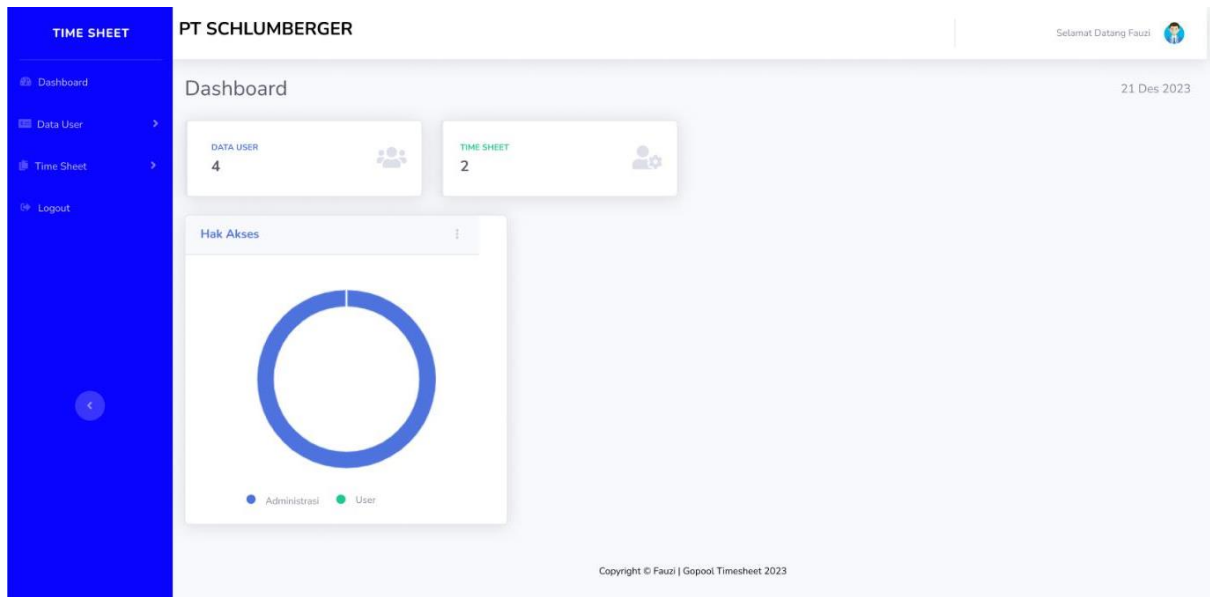 TIME SHEET
PT SCHLUMBERGER
Selamat Datang Fauzi
Dashboard
Data User
Time Sheet
Logout
Dashboard
21 Des 2023
DATA USER
4
TIME SHEET
2
Hak Akses
Administrasi
User
Copyright © Fauzi | Gopool Timesheet 2023